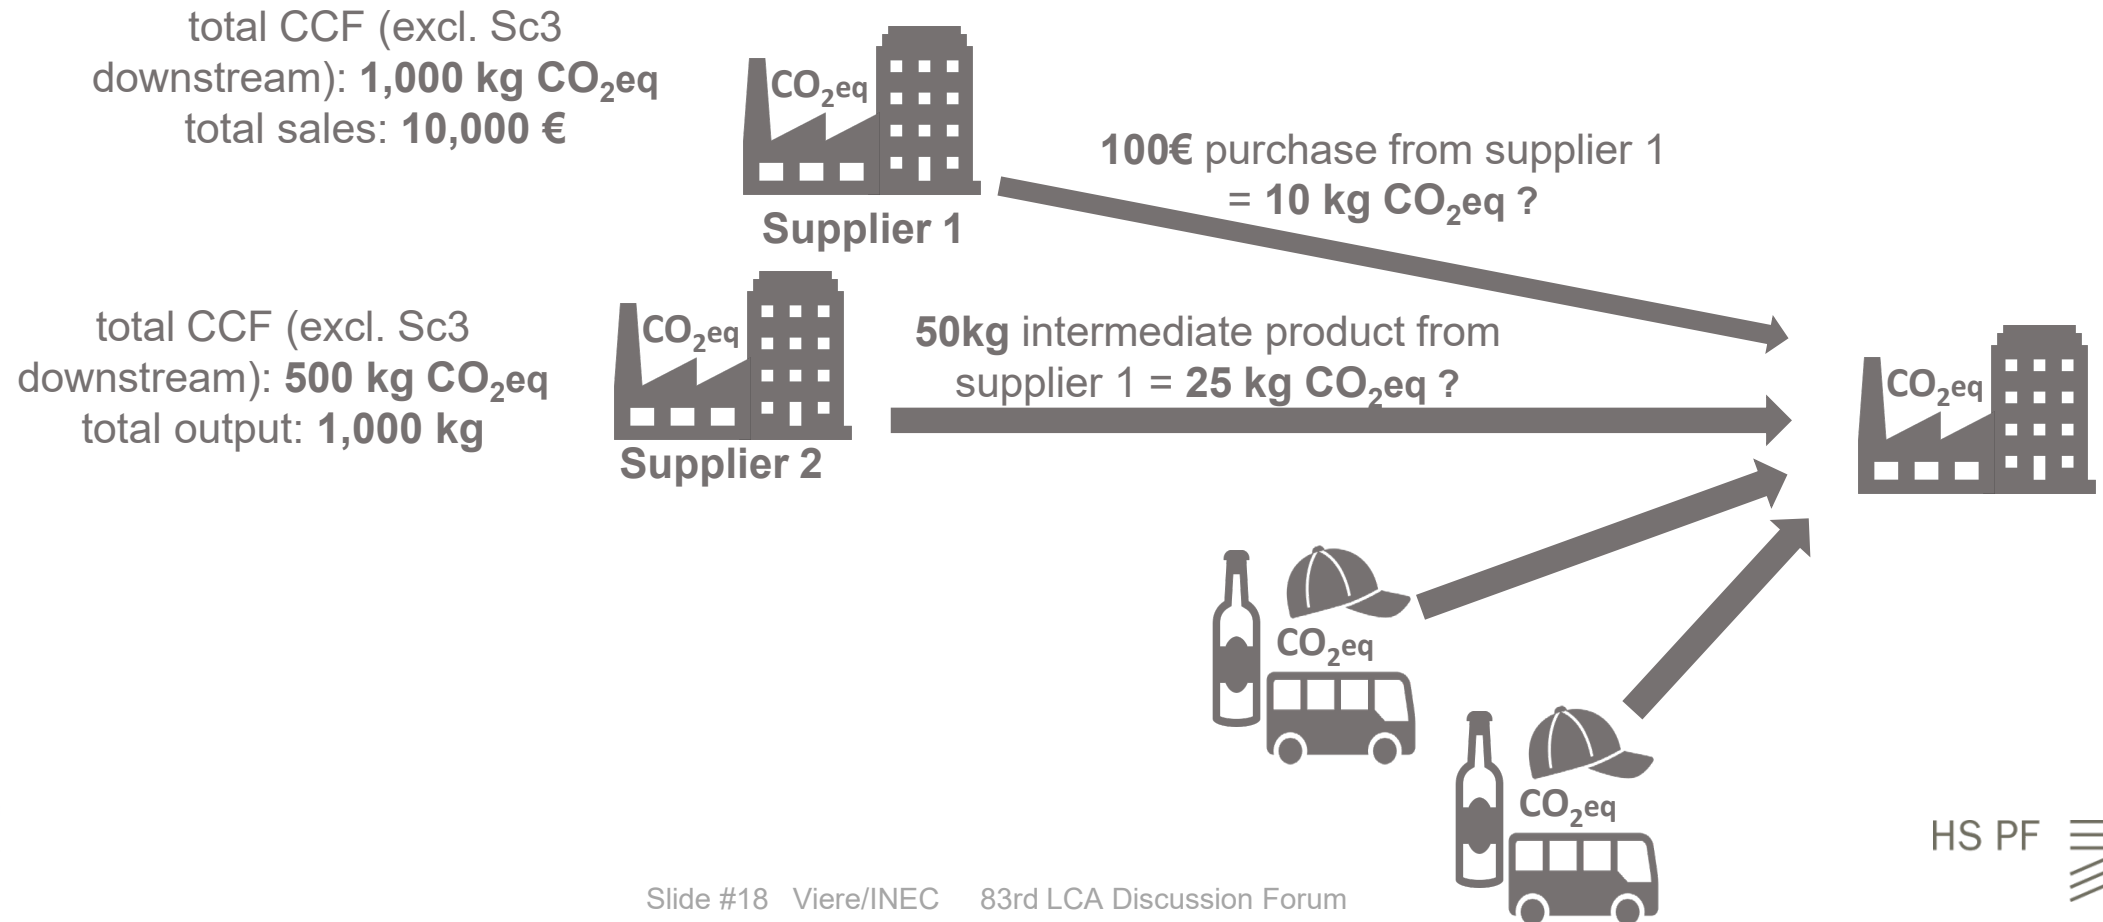 total CCF (excl. Sc3
downstream): 1,000 kg CO₂eq
total sales: 10,000 €
CO₂eq
Supplier 1
100€ purchase from supplier 1
= 10 kg CO₂eq ?
total CCF (excl. Sc3
downstream): 500 kg CO₂eq
total output: 1,000 kg
CO₂eq
Supplier 2
50kg intermediate product from
supplier 1 = 25 kg CO₂eq ?
CO₂eq
CO₂eq
CO₂eq
HS PF
Slide #18 Viere/INEC 83rd LCA Discussion Forum